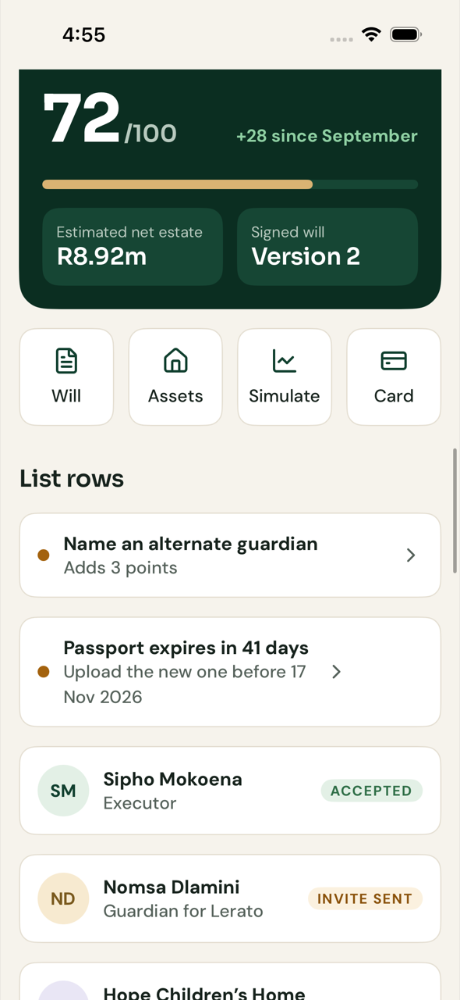 4:55
72/100
+28 since September
Estimated net estate
R8.92m
Signed will
Version 2
Will
Assets
Simulate
Card
List rows
Name an alternate guardian
Adds 3 points
Passport expires in 41 days
Upload the new one before 17
Nov 2026
SM
Sipho Mokoena
Executor
ACCEPTED
ND
Nomsa Dlamini
Guardian for Lerato
INVITE SENT
Hope Children’s Home